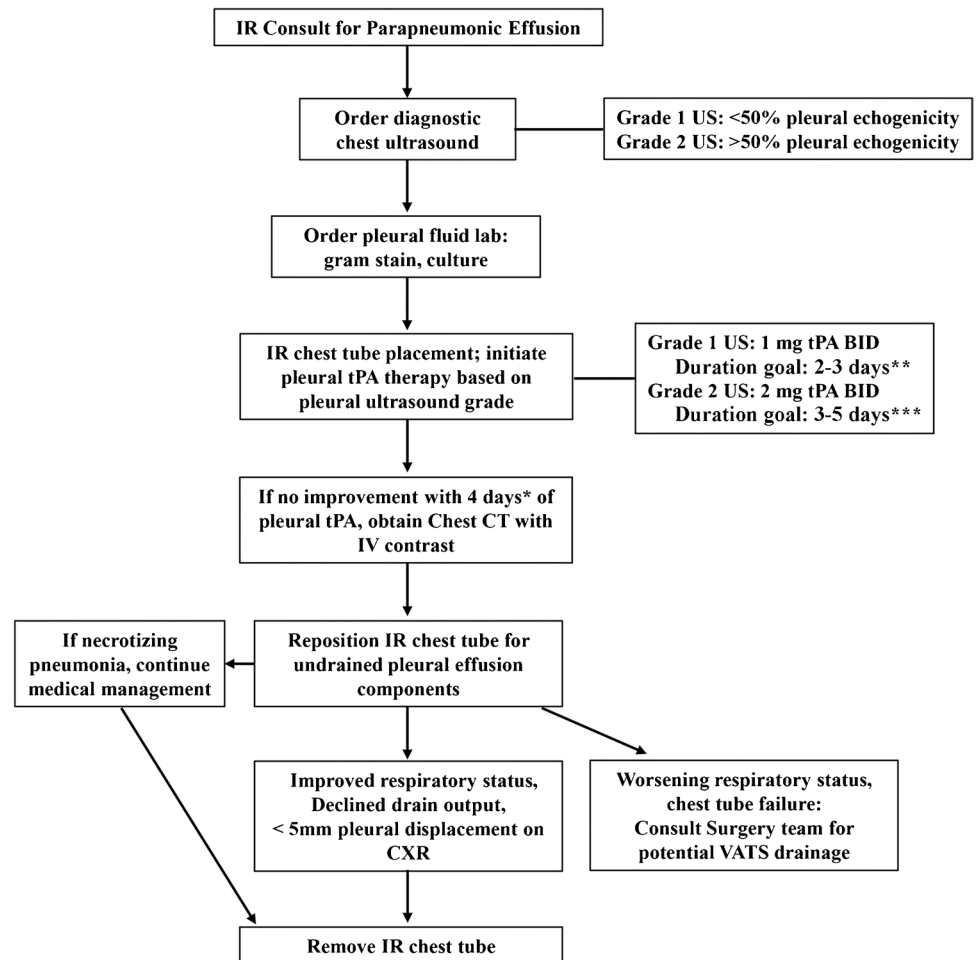 IR Consult for Parapneumonic Effusion
Order diagnostic
chest ultrasound
Grade 1 US: <50% pleural echogenicity
Grade 2 US: >50% pleural echogenicity
Order pleural fluid lab:
gram stain, culture
IR chest tube placement; initiate
pleural tPA therapy based on
pleural ultrasound grade
Grade 1 US: 1 mg tPA BID
Duration goal: 2-3 days**
Grade 2 US: 2 mg tPA BID
Duration goal: 3-5 days***
If no improvement with 4 days* of
pleural tPA, obtain Chest CT with
IV contrast
If necrotizing
pneumonia, continue
medical management
Reposition IR chest tube for
undrained pleural effusion
components
Improved respiratory status,
Declined drain output,
< 5mm pleural displacement on
CXR
Worsening respiratory status,
chest tube failure:
Consult Surgery team for
potential VATS drainage
Remove IR chest tube